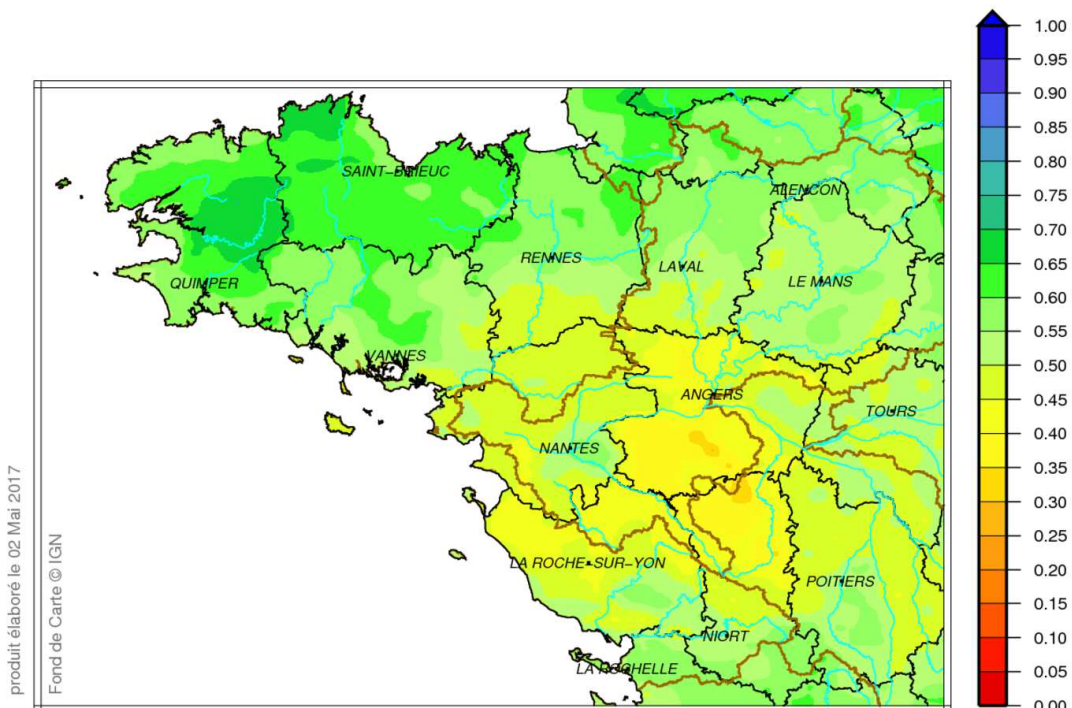 1.00
0.95
0.90
0.85
0.80
0.75
0.70
0.65
0.60
0.55
0.50
0.45
0.40
0.35
0.30
0.25
0.20
0.15
0.10
0.05
0.00
SAINT-BRIEUC
ALENCON
RENNES
LAVAL
QUIMPER
LE MANS
VANNES
ANGERS
TOURS
NANTES
LA ROCHE-SUR-YON
POITIERS
NIORT
LA ROCHELLE
produit élaboré le 02 Mai 2017
Fond de Carte © IGN